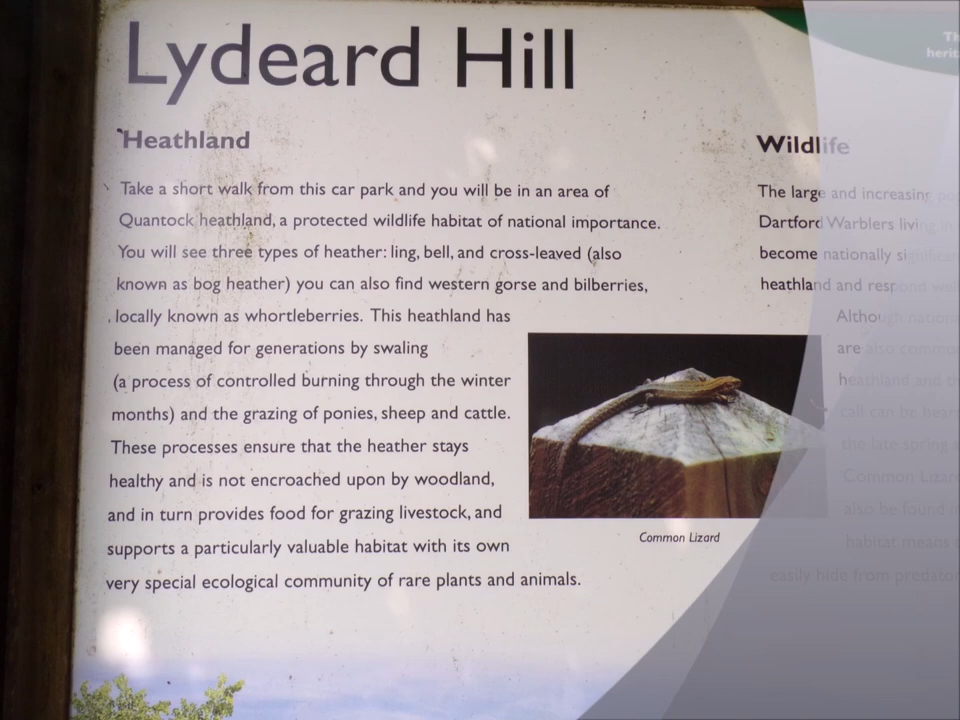 Lydeard Hill
Heathland
Take a short walk from this car park and you will be in an area of
Quantock heathland, a protected wildlife habitat of national importance.
You will see three types of heather: ling, bell, and cross-leaved (also
known as bog heather) you can also find western gorse and bilberries,
locally known as whortleberries. This heathland has
been managed for generations by swaling
(a process of controlled burning through the winter
months) and the grazing of ponies, sheep and cattle.
These processes ensure that the heather stays
healthy and is not encroached upon by woodland,
and in turn provides food for grazing livestock, and
supports a particularly valuable habitat with its own
very special ecological community of rare plants and animals.
Common Lizard
Wildlife
The large and increasing
Dartford Warblers living in
become nationally
heathland and respond
Although
are also
heathland and
call can be
the late spring
Common
also be found
habitat means
easily hide from